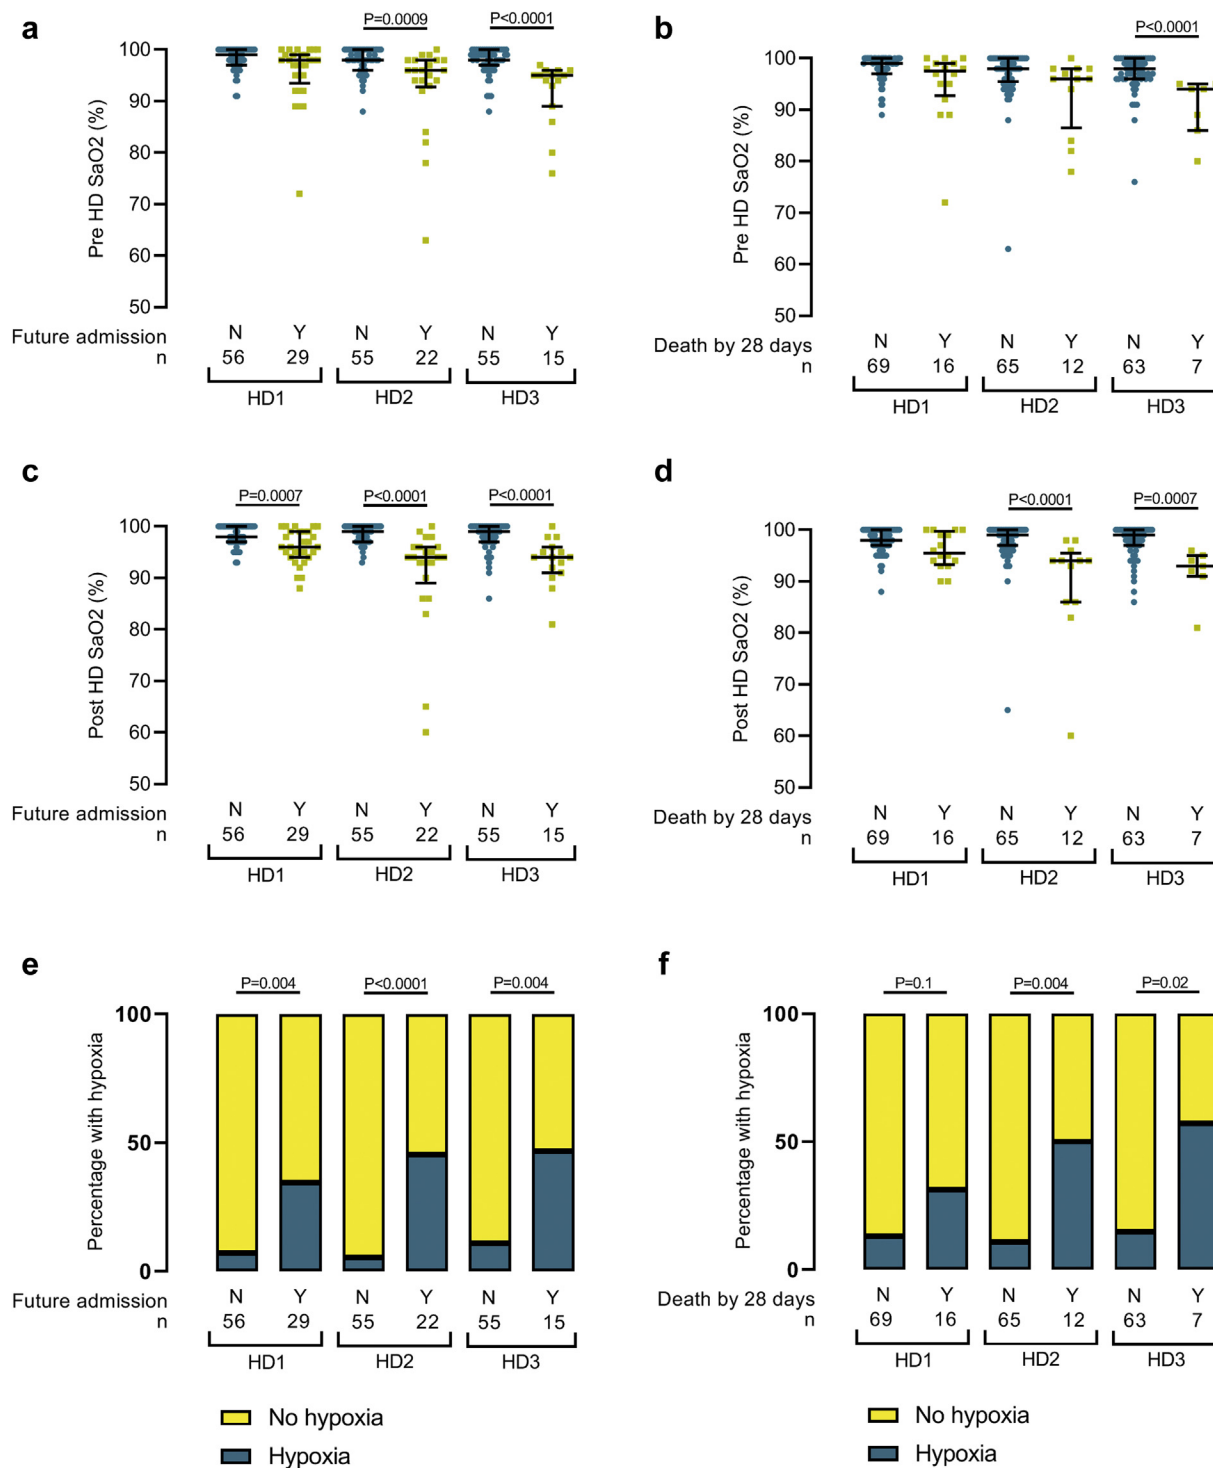 a
P=0.0009
P<0.0001
Pre HD SaO2 (%)
100
90
80
70
60
50
Future admission
N Y N Y N Y
n
56 29 55 22 55 15
HD1 HD2 HD3
b
P<0.0001
Pre HD SaO2 (%)
100
90
80
70
60
50
Death by 28 days
N Y N Y N Y
n
69 16 65 12 63 7
HD1 HD2 HD3
c
P=0.0007
P<0.0001
P<0.0001
Post HD SaO2 (%)
100
90
80
70
60
50
Future admission
N Y N Y N Y
n
56 29 55 22 55 15
HD1 HD2 HD3
d
P<0.0001
P=0.0007
Post HD SaO2 (%)
100
90
80
70
60
50
Death by 28 days
N Y N Y N Y
n
69 16 65 12 63 7
HD1 HD2 HD3
e
P=0.004
P<0.0001
P=0.004
Percentage with hypoxia
100
50
0
Future admission
N Y N Y N Y
n
56 29 55 22 55 15
HD1 HD2 HD3
No hypoxia
Hypoxia
f
P=0.1
P=0.004
P=0.02
Percentage with hypoxia
100
50
0
Death by 28 days
N Y N Y N Y
n
69 16 65 12 63 7
HD1 HD2 HD3
No hypoxia
Hypoxia